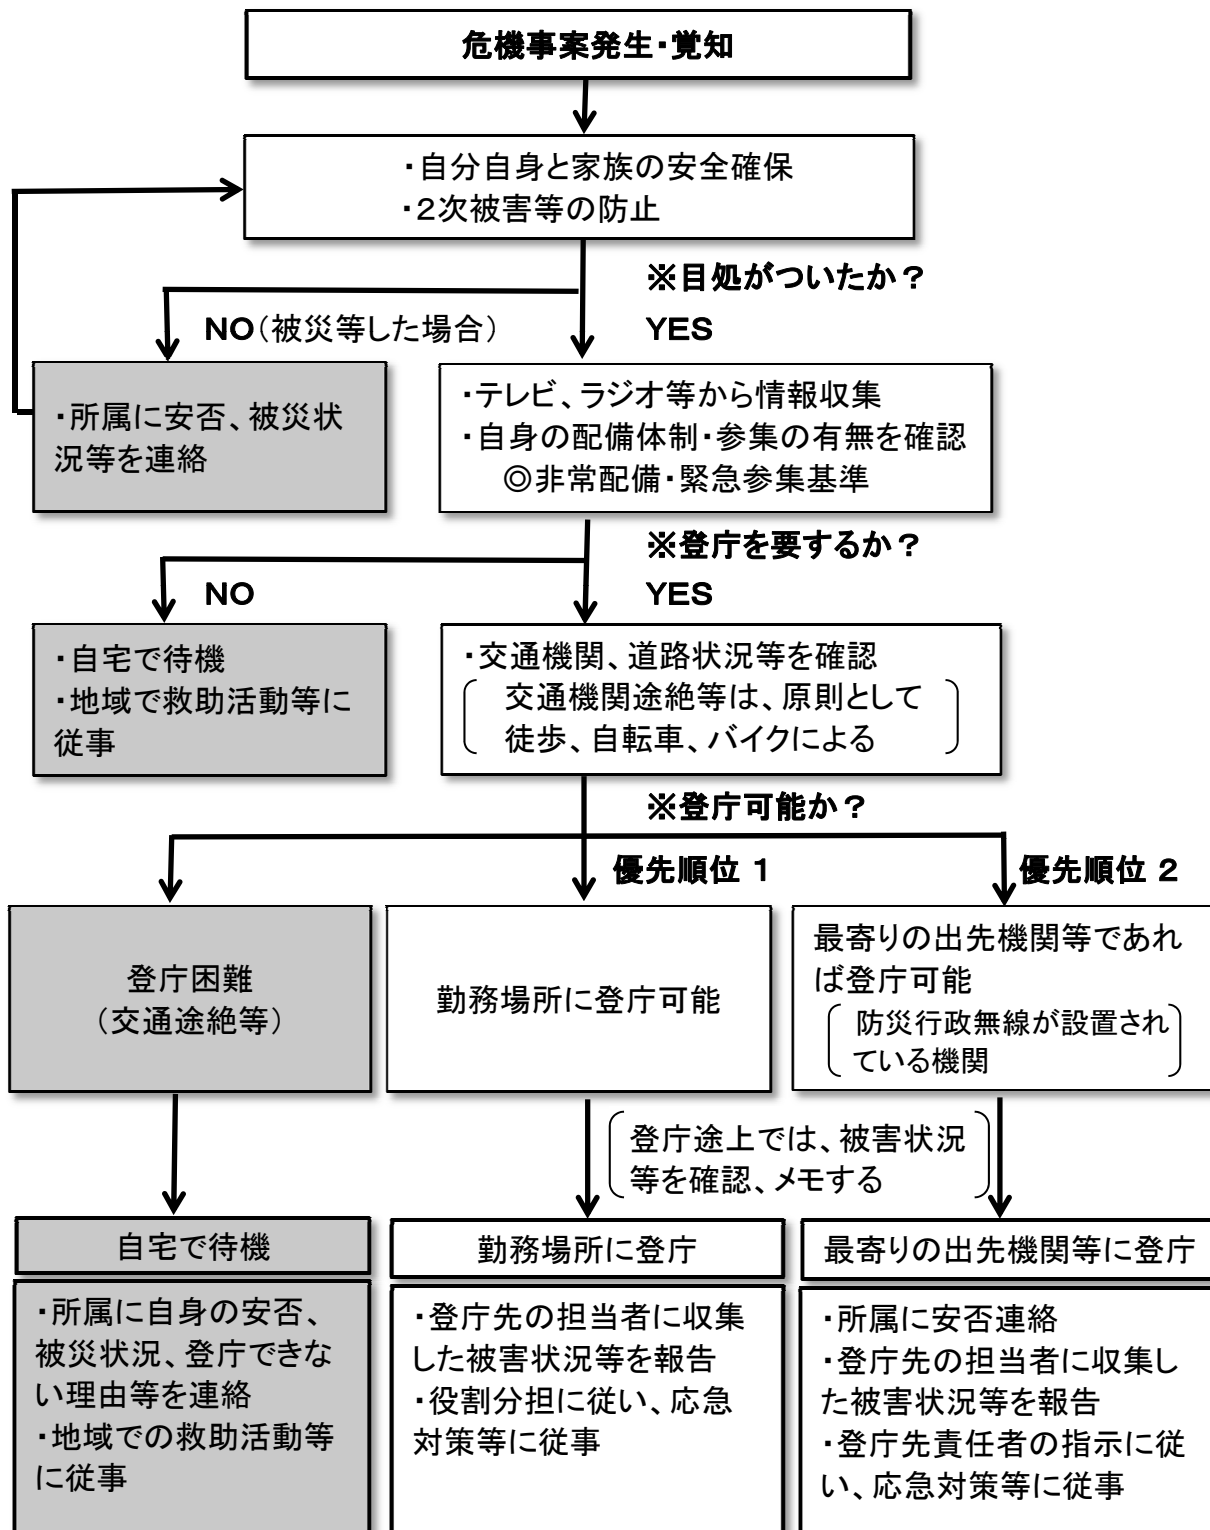 危機事案発生・覚知
・自分自身と家族の安全確保
・２次被害等の防止
※目処がついたか？
NO（被災等した場合）
YES
・所属に安否、被災状
況等を連絡
・テレビ、ラジオ等から情報収集
・自身の配備体制・参集の有無を確認
◎非常配備・緊急参集基準
※登庁を要するか？
NO
YES
・自宅で待機
・地域で救助活動等に
従事
・交通機関、道路状況等を確認
交通機関途絶等は、原則として
徒歩、自転車、バイクによる
※登庁可能か？
優先順位 １
優先順位 ２
登庁困難
（交通途絶等）
勤務場所に登庁可能
最寄りの出先機関等であれ
ば登庁可能
防災行政無線が設置され
ている機関
登庁途上では、被害状況
等を確認、メモする
自宅で待機
・所属に自身の安否、
被災状況、登庁できな
い理由等を連絡
・地域での救助活動等
に従事
勤務場所に登庁
・登庁先の担当者に収集
した被害状況等を報告
・役割分担に従い、応急
対策等に従事
最寄りの出先機関等に登庁
・所属に安否連絡
・登庁先の担当者に収集し
た被害状況等を報告
・登庁先責任者の指示に従
い、応急対策等に従事